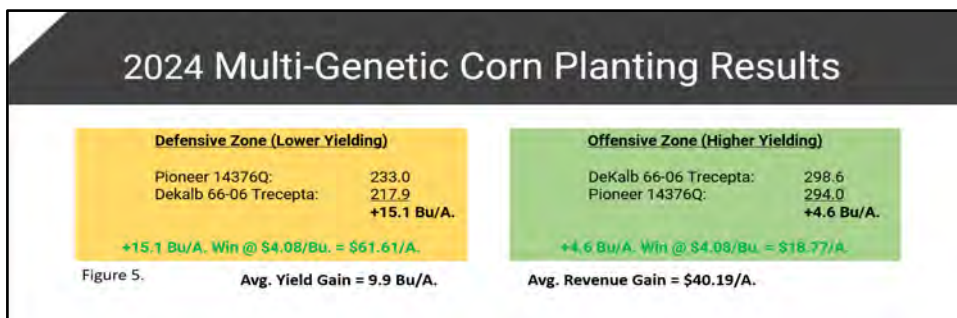 2024 Multi-Genetic Corn Planting Results
Defensive Zone (Lower Yielding)
Pioneer 14376Q: 233.0
Dekalb 66-06 Trecepta: 217.9
+15.1 Bu/A.
+15.1 Bu/A. Win @ $4.08/Bu. = $61.61/A.
Offensive Zone (Higher Yielding)
DeKalb 66-06 Trecepta: 298.6
Pioneer 14376Q: 294.0
+4.6 Bu/A.
+4.6 Bu/A. Win @ $4.08/Bu. = $18.77/A.
Figure 5.
Avg. Yield Gain = 9.9 Bu/A.
Avg. Revenue Gain = $40.19/A.